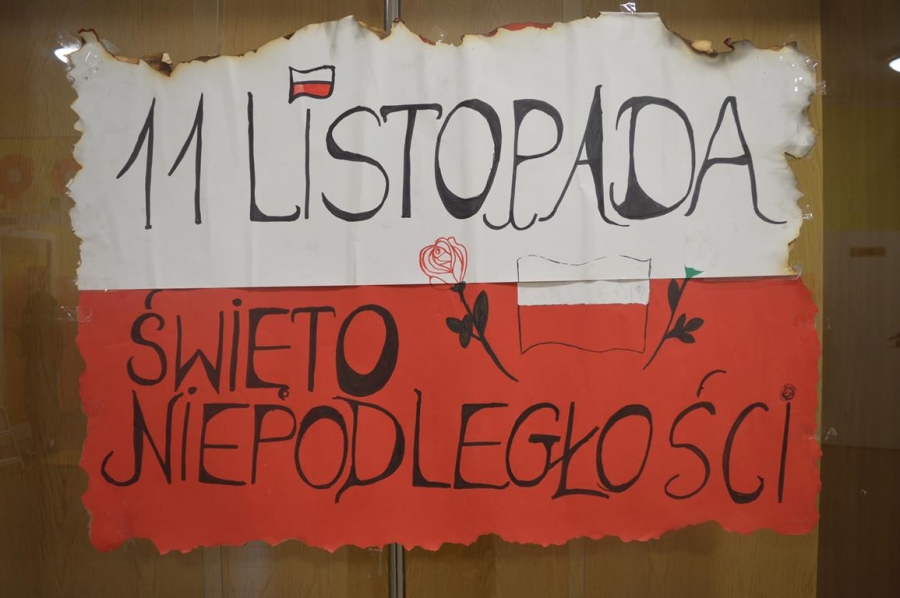 11 LISTOPADA
ŚWIĘTO
NIEPODLEGŁOŚCI